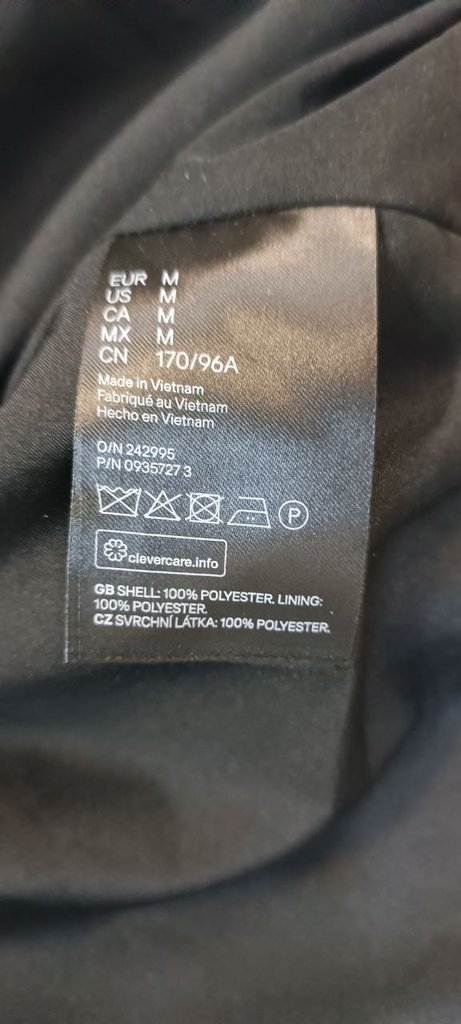 EUR M
US M
CA M
MX M
CN 170/96A
Made in Vietnam
Fabriqué au Vietnam
Hecho en Vietnam
O/N 242995
P/N 0935727 3
P
clevercare.info
GB SHELL: 100% POLYESTER. LINING:
100% POLYESTER.
CZ SVRCHNÍ LÁTKA: 100% POLYESTER.